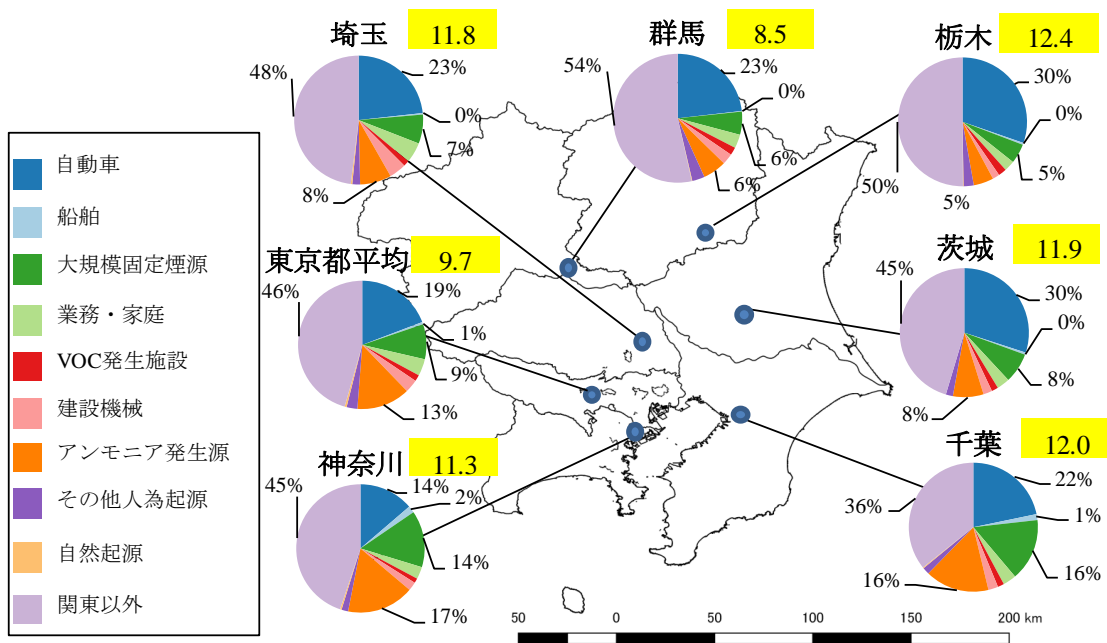 埼玉 11.8
48%
23%
0%
7%
8%
群馬 8.5
54%
23%
0%
6%
6%
栃木 12.4
30%
0%
5%
5%
50%
自動車
船舶
大規模固定煙源
業務・家庭
VOC発生施設
建設機械
アンモニア発生源
その他人為起源
自然起源
関東以外
東京都平均 9.7
46%
19%
1%
9%
13%
茨城 11.9
45%
30%
0%
8%
8%
神奈川 11.3
45%
14%
2%
14%
17%
千葉 12.0
36%
22%
1%
16%
16%
50 0 50 100 150 200 km